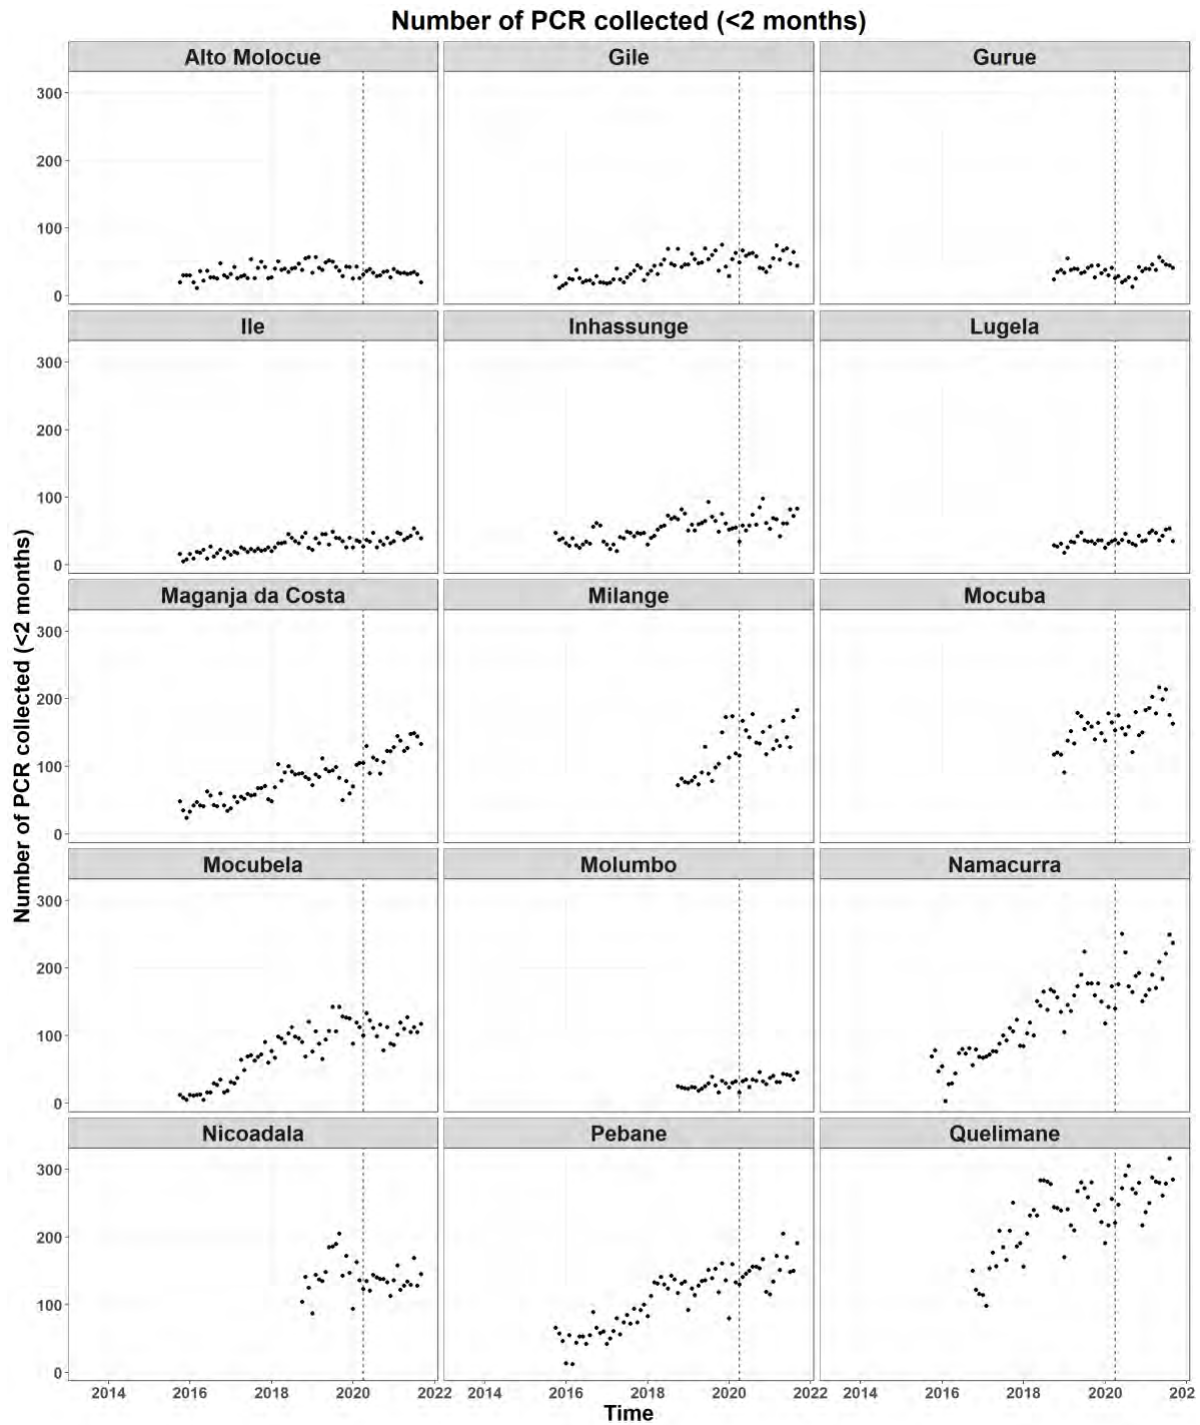 Number of PCR collected (<2 months)
Alto Molocue Gile Gurue
300
200
100
0
Ile Inhassunge Lugela
300
200
100
0
Number of PCR collected (<2 months)
Maganja da Costa Milange Mocuba
300
200
100
0
Mocubela Molumbo Namacurra
300
200
100
0
Nicoadala Pebane Quelimane
300
200
100
0
2014 2016 2018 2020 2022 2014 2016 2018 2020 2022 2014 2016 2018 2020 202
Time